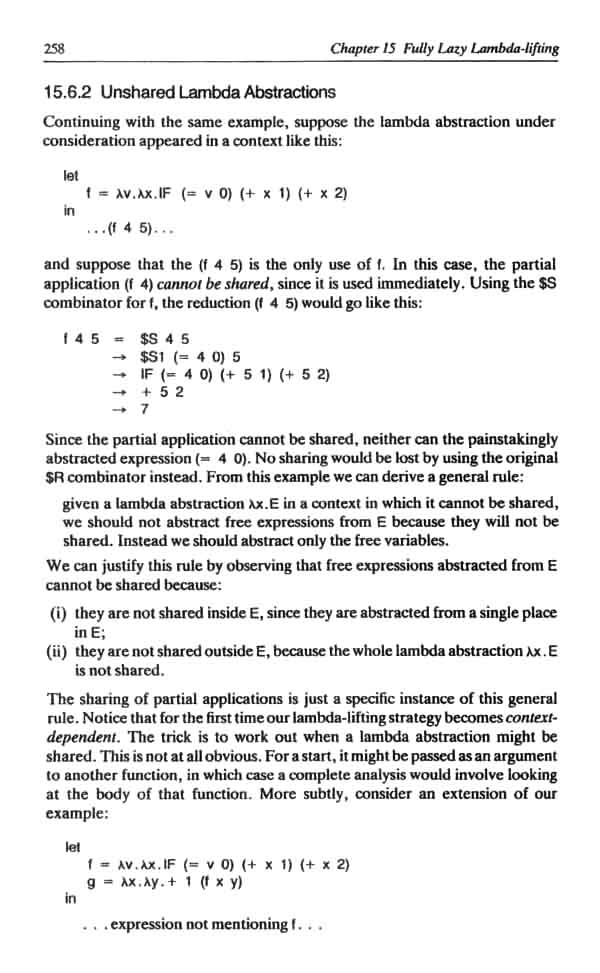 258 Chapter 15 Fully Lazy Lambda-lifting
15.6.2 Unshared Lambda Abstractions
Continuing with the same example, suppose the lambda abstraction under
consideration appeared in a context like this:
let
f = λv.λx.IF (= v 0) (+ x 1) (+ x 2)
in
...(f 4 5)...
and suppose that the (f 4 5) is the only use of f. In this case, the partial
application (f 4) cannot be shared, since it is used immediately. Using the $S
combinator for f, the reduction (f 4 5) would go like this:
f 4 5 = $S 4 5
→ $S1 (= 4 0) 5
→ IF (= 4 0) (+ 5 1) (+ 5 2)
→ + 5 2
→ 7
Since the partial application cannot be shared, neither can the painstakingly
abstracted expression (= 4 0). No sharing would be lost by using the original
$R combinator instead. From this example we can derive a general rule:
given a lambda abstraction λx.E in a context in which it cannot be shared,
we should not abstract free expressions from E because they will not be
shared. Instead we should abstract only the free variables.
We can justify this rule by observing that free expressions abstracted from E
cannot be shared because:
(i) they are not shared inside E, since they are abstracted from a single place
in E;
(ii) they are not shared outside E, because the whole lambda abstraction λx.E
is not shared.
The sharing of partial applications is just a specific instance of this general
rule. Notice that for the first time our lambda-lifting strategy becomes context-
dependent. The trick is to work out when a lambda abstraction might be
shared. This is not at all obvious. For a start, it might be passed as an argument
to another function, in which case a complete analysis would involve looking
at the body of that function. More subtly, consider an extension of our
example:
let
f = λv.λx.IF (= v 0) (+ x 1) (+ x 2)
g = λx.λy.+ 1 (f x y)
in
. . .expression not mentioning f. . .